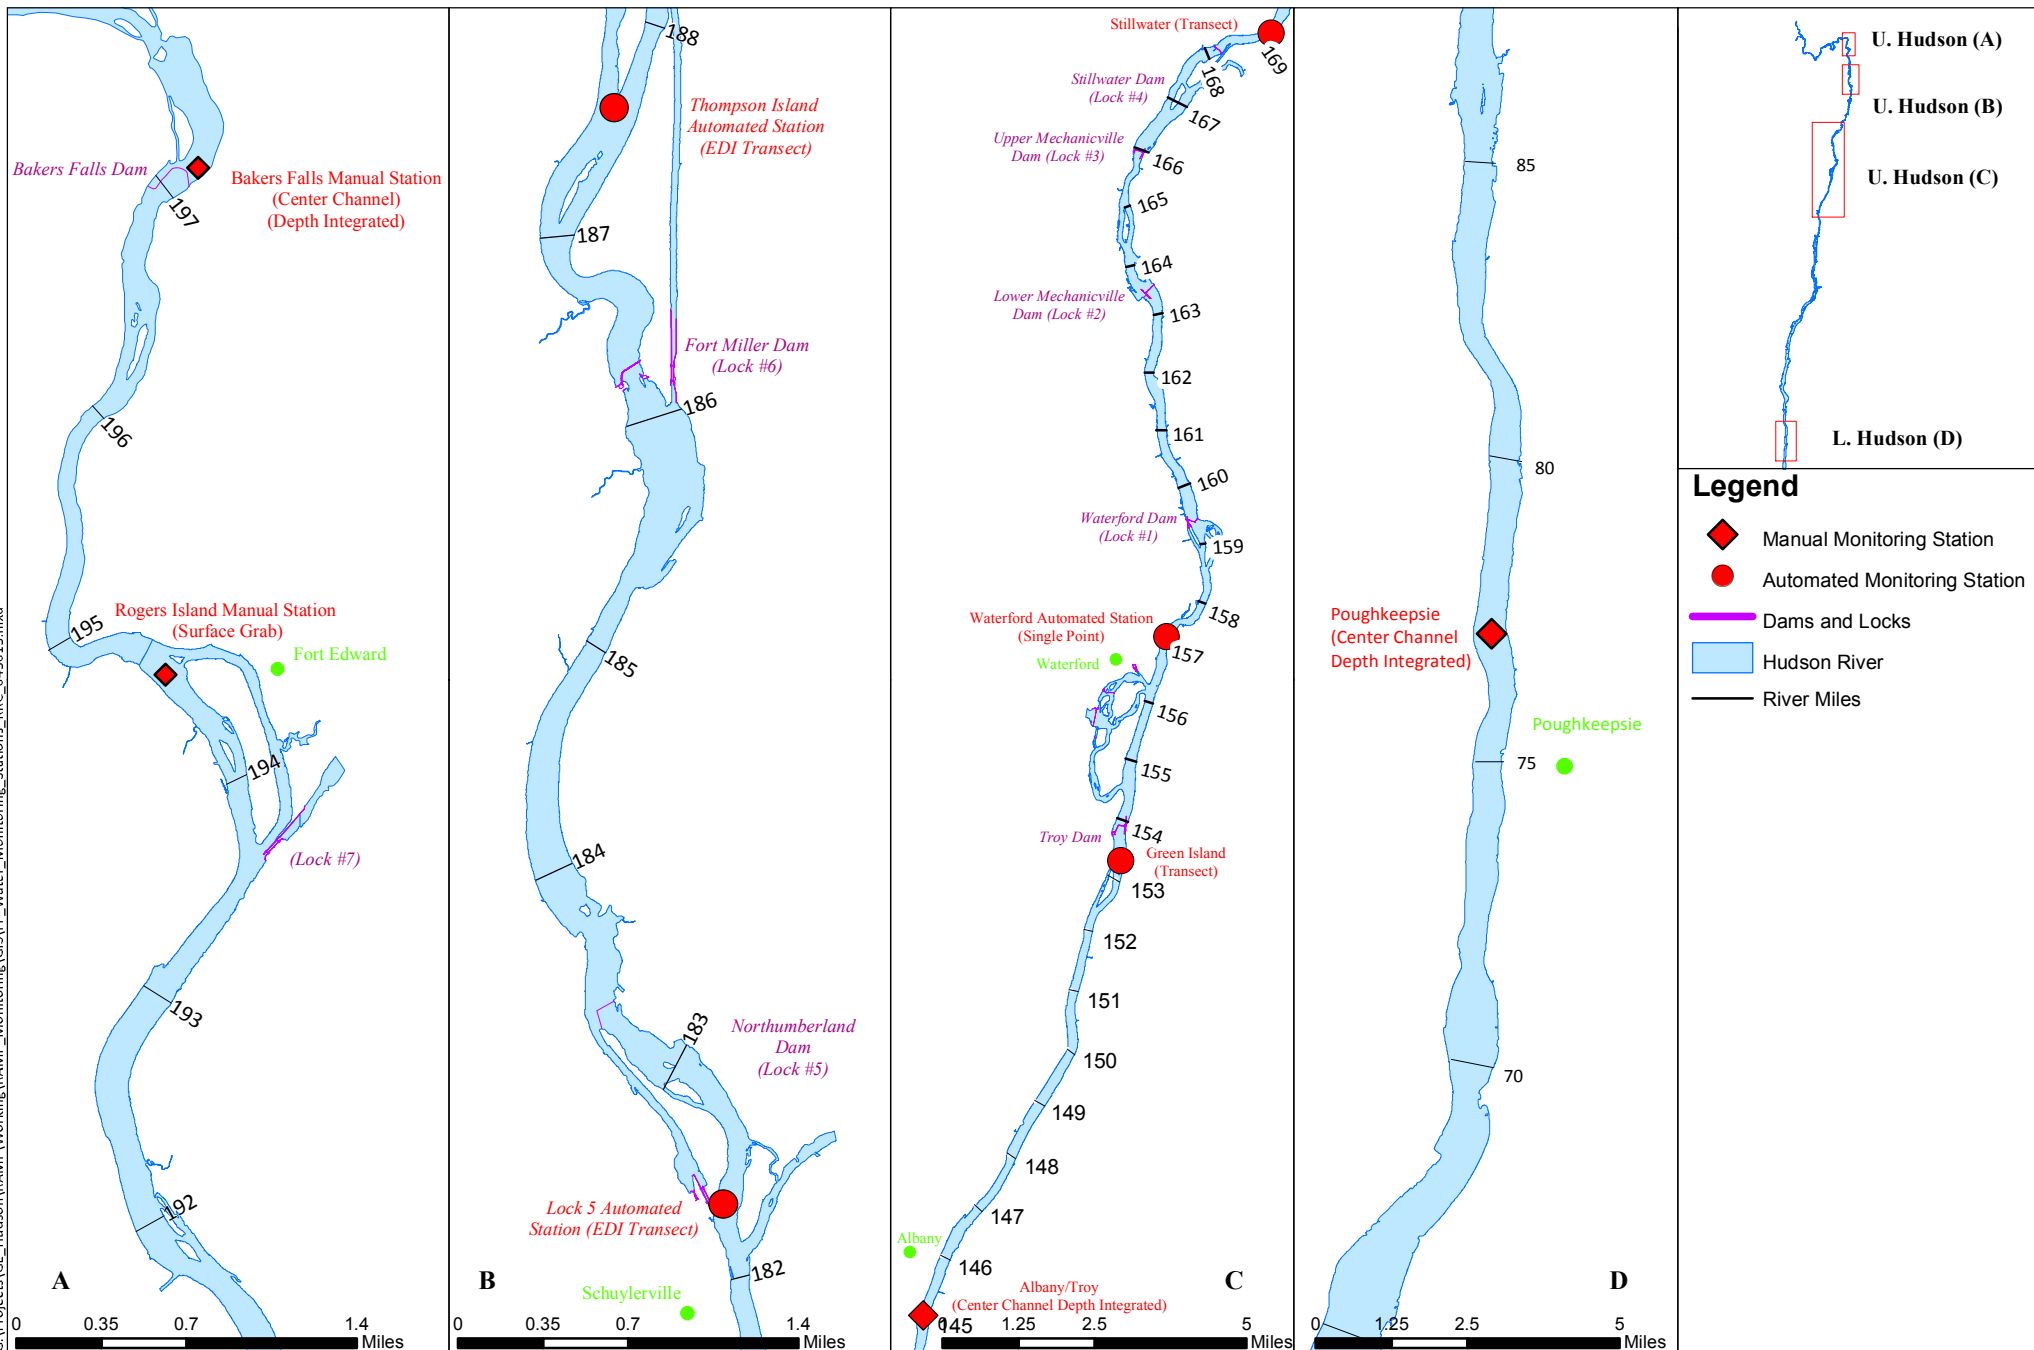 Bakers Falls Dam
Bakers Falls Manual Station
(Center Channel)
(Depth Integrated)
197
196
195
Rogers Island Manual Station
(Surface Grab)
Fort Edward
194
(Lock #7)
193
192
A
0 0.35 0.7 1.4
Miles
188
Thompson Island
Automated Station
(EDI Transect)
187
Fort Miller Dam
(Lock #6)
186
185
184
183
Northumberland
Dam
(Lock #5)
Lock 5 Automated
Station (EDI Transect)
182
Schuylerville
B
0 0.35 0.7 1.4
Miles
Stillwater (Transect)
169
168
Stillwater Dam
(Lock #4)
167
Upper Mechanicville
Dam (Lock #3)
166
165
164
Lower Mechanicville
Dam (Lock #2)
163
162
161
160
Waterford Dam
(Lock #1)
159
158
Waterford Automated Station
(Single Point)
157
Waterford
156
155
154
Troy Dam
Green Island
(Transect)
153
152
151
150
149
148
147
Albany
146
Albany/Troy
(Center Channel Depth Integrated)
145
C
0 1.25 2.5 5
Miles
85
80
Poughkeepsie
(Center Channel
Depth Integrated)
Poughkeepsie
75
70
D
0 1.25 2.5 5
Miles
U. Hudson (A)
U. Hudson (B)
U. Hudson (C)
L. Hudson (D)
Legend
Manual Monitoring Station
Automated Monitoring Station
Dams and Locks
Hudson River
River Miles